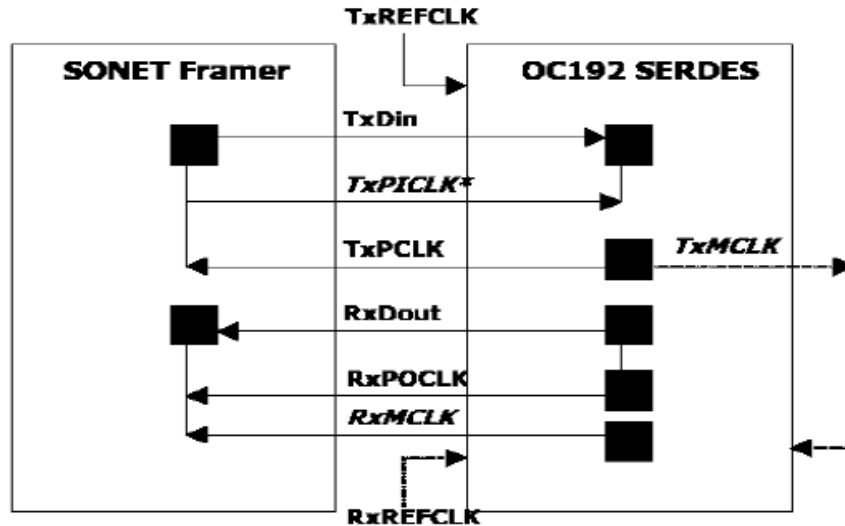 TxREFCLK
SONET Framer
OC192 SERDES
TxDin
TxPICLK*
TxPCLK
TxMCLK
RxDout
RxPOCLK
RxMCLK
RxREFCLK